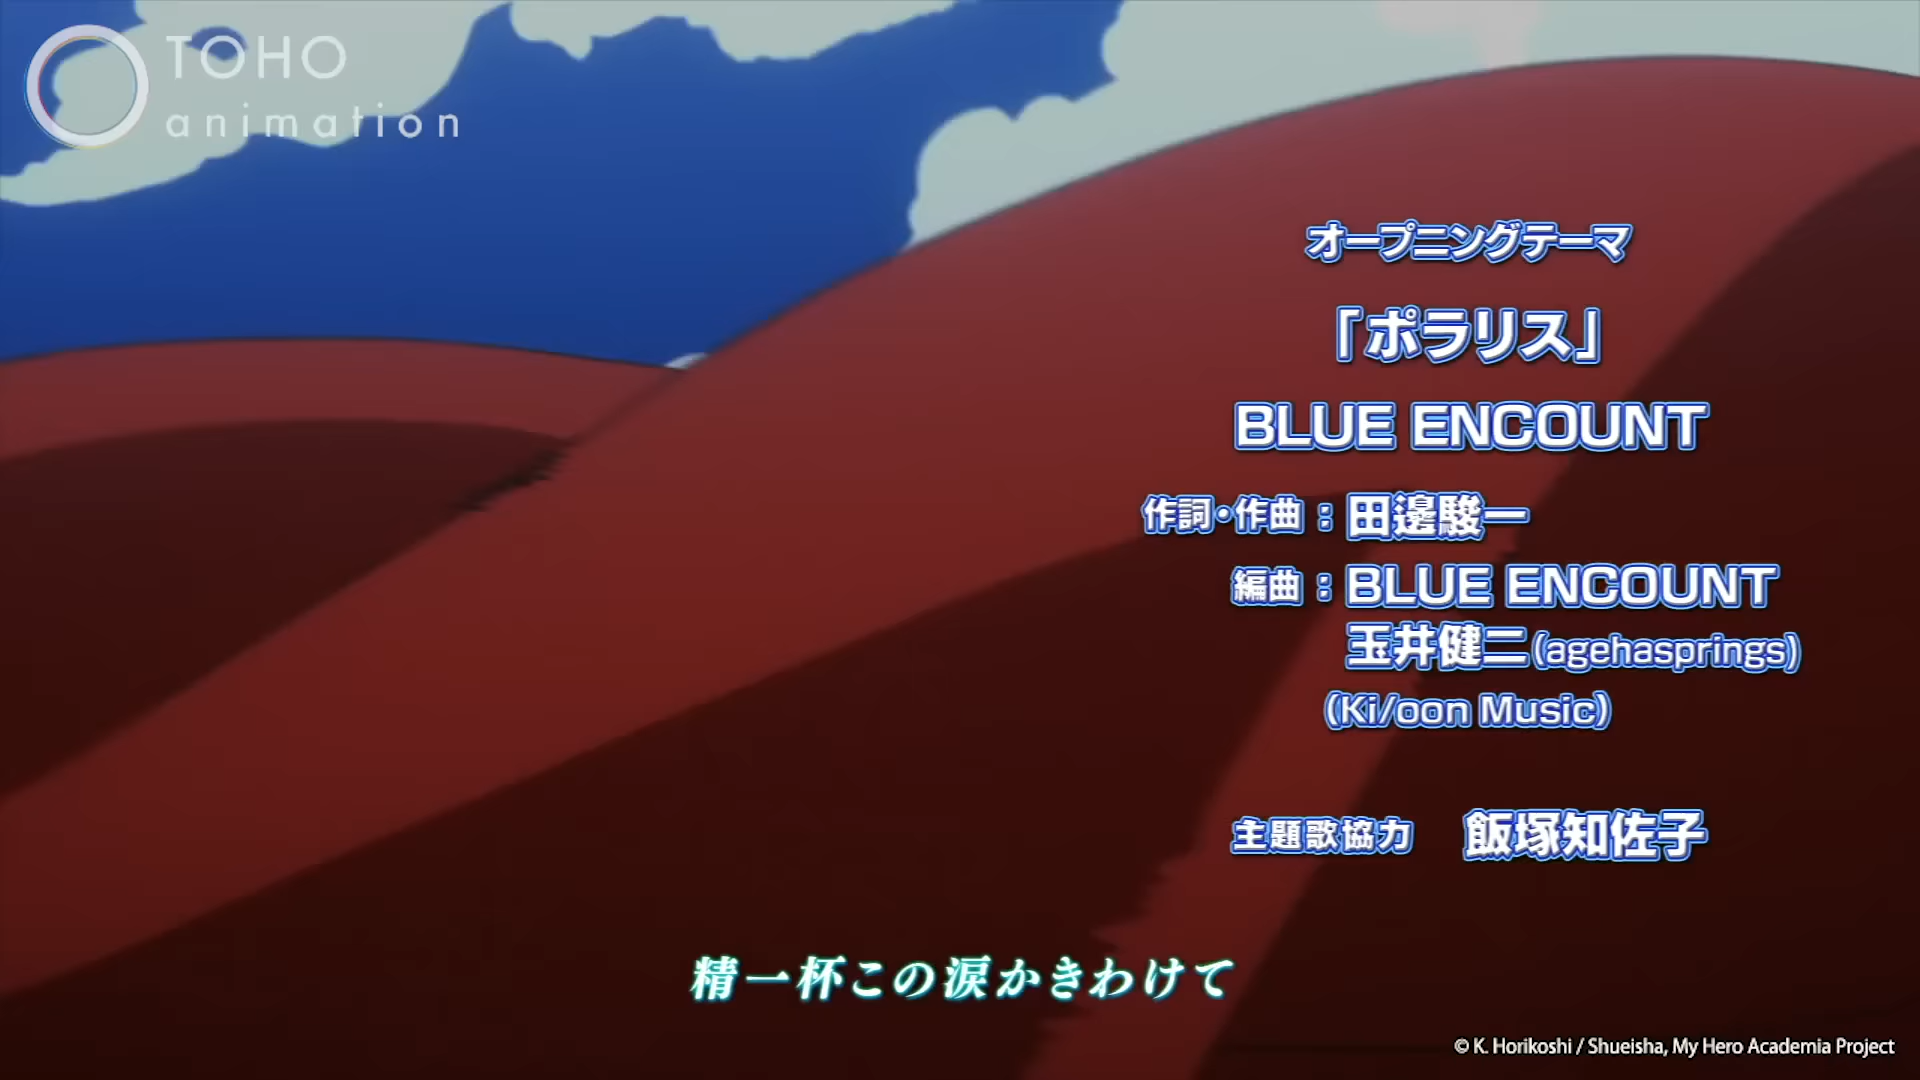 TOHO
animation
オープニングテーマ
「ポラリス」
BLUE ENCOUNT
作詞・作曲：田邊駿一
編曲：BLUE ENCOUNT
玉井健二(agehasprings)
(Ki/oon Music)
主題歌協力 飯塚知佐子
精一杯この涙かきわけて
© K. Horikoshi / Shueisha, My Hero Academia Project